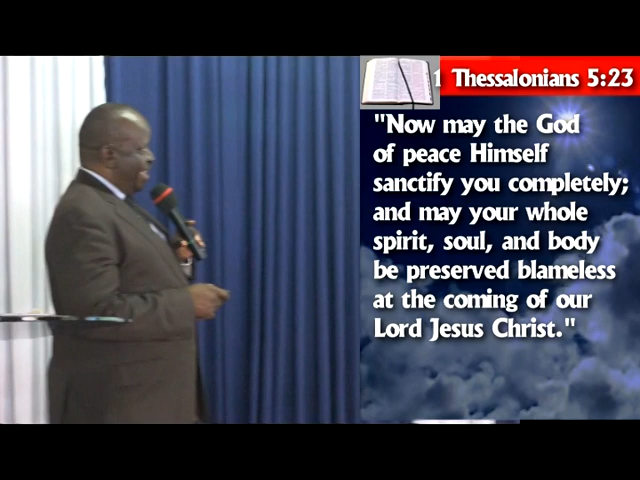 1 Thessalonians 5:23
"Now may the God
of peace Himself
sanctify you completely;
and may your whole
spirit, soul, and body
be preserved blameless
at the coming of our
Lord Jesus Christ."